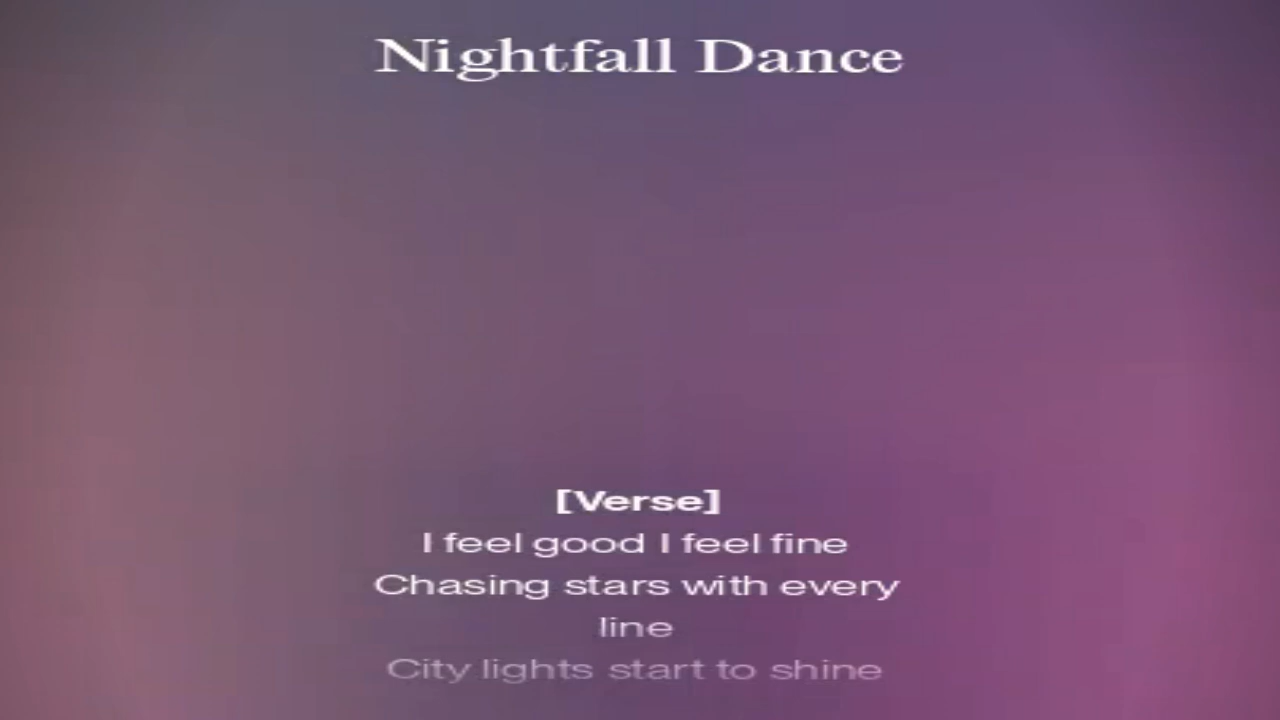 Nightfall Dance
[Verse]
I feel good I feel fine
Chasing stars with every
line
City lights start to shine